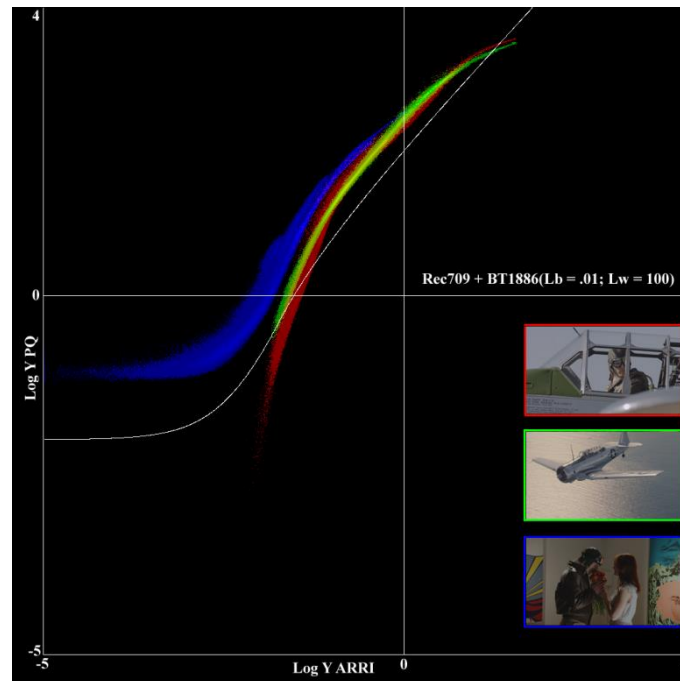 4
Rec709 + BT1886(Lb = .01; Lw = 100)
0
Log Y PQ
-5
-5
Log Y ARRI
0